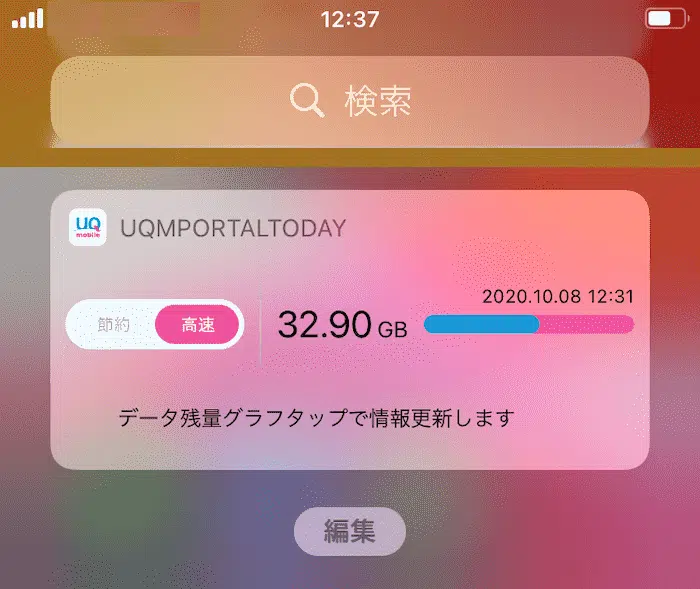 12:37
検索
UQ
mobile
UQMPORTALTODAY
2020.10.08 12:31
節約 高速 32.90 GB
データ残量グラフタップで情報更新します
編集